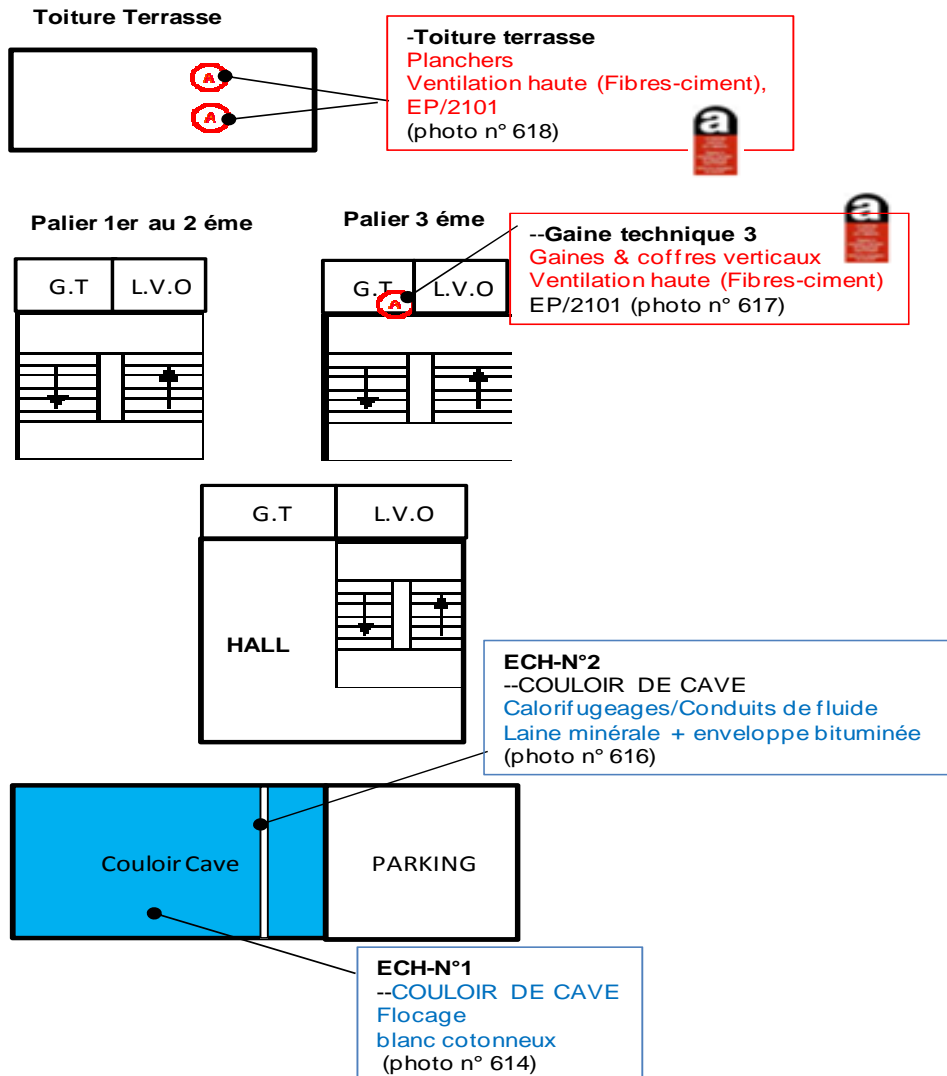 Toiture Terrasse
A
A
-Toiture terrasse
Planchers
Ventilation haute (Fibres-ciment),
EP/2101
(photo n° 618)
a
Palier 1er au 2 éme
G.T
L.V.O
Palier 3 éme
G.T
L.V.O
A
--Gaine technique 3
Gaines & coffres verticaux
Ventilation haute (Fibres-ciment)
EP/2101 (photo n° 617)
a
G.T
L.V.O
HALL
ECH-N°2
--COULOIR DE CAVE
Calorifugeages/Conduits de fluide
Laine minérale + enveloppe bituminée
(photo n° 616)
Couloir Cave
PARKING
ECH-N°1
--COULOIR DE CAVE
Flocage
blanc cotonneux
(photo n° 614)